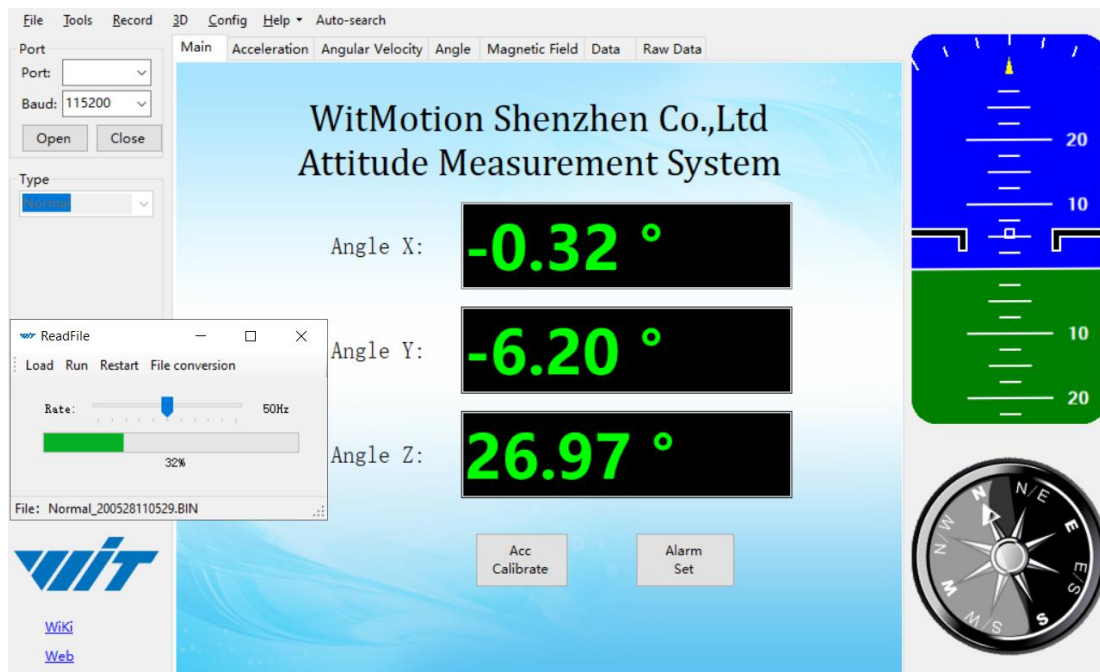 File Tools Record 3D Config Help Auto-search
Port
Port:
Baud: 115200
Open Close
Type
Normal
Main Acceleration Angular Velocity Angle Magnetic Field Data Raw Data
WitMotion Shenzhen Co.,Ltd
Attitude Measurement System
Angle X: -0.32 °
Angle Y: -6.20 °
Angle Z: 26.97 °
Acc
Calibrate
Alarm
Set
ReadFile
Load Run Restart File conversion
Rate: 50Hz
32%
File: Normal_200528110529.BIN
WIT
WiKi
Web
20
10
10
20
N
N/E
E
E/S
S
W/S
W
N/W